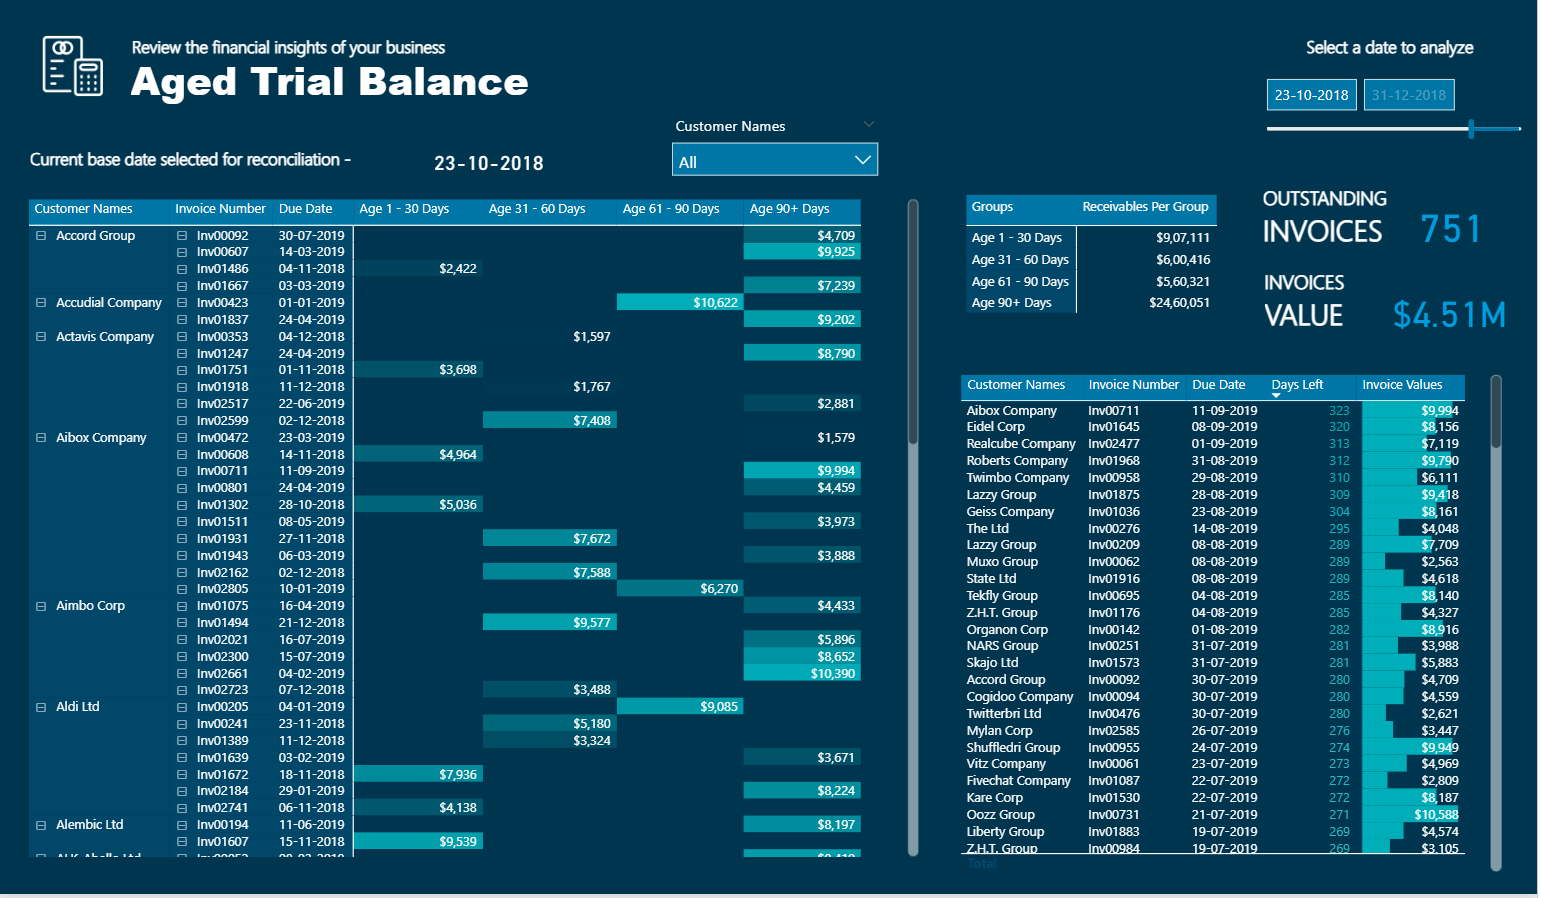 Review the financial insights of your business
Aged Trial Balance
Select a date to analyze
23-10-2018 31-12-2018
Customer Names
All
Current base date selected for reconciliation -
23-10-2018
Customer Names Invoice Number Due Date Age 1 - 30 Days Age 31 - 60 Days Age 61 - 90 Days Age 90+ Days
Accord Group Inv00092 30-07-2019 $4,709
Inv00607 14-03-2019 $9,925
Inv01486 04-11-2018 $2,422
Inv01667 03-03-2019 $7,239
Accudial Company Inv00423 01-01-2019 $10,622
Inv01837 24-04-2019 $9,202
Actavis Company Inv00353 04-12-2018 $1,597
Inv01247 24-04-2019 $8,790
Inv01751 01-11-2018 $3,698
Inv01918 11-12-2018 $1,767
Inv02517 22-06-2019 $2,881
Inv02599 02-12-2018 $7,408
Aibox Company Inv00472 23-03-2019 $1,579
Inv00608 14-11-2018 $4,964
Inv00711 11-09-2019 $9,994
Inv00801 24-04-2019 $4,459
Inv01302 28-10-2018 $5,036
Inv01511 08-05-2019 $3,973
Inv01931 27-11-2018 $7,672
Inv01943 06-03-2019 $3,888
Inv02162 02-12-2018 $7,588
Inv02805 10-01-2019 $6,270
Aimbo Corp Inv01075 16-04-2019 $4,433
Inv01494 21-12-2018 $9,577
Inv02021 16-07-2019 $5,896
Inv02300 15-07-2019 $8,652
Inv02661 04-02-2019 $10,390
Inv02723 07-12-2018 $3,488
Aldi Ltd Inv00205 04-01-2019 $9,085
Inv00241 23-11-2018 $5,180
Inv01389 11-12-2018 $3,324
Inv01639 03-02-2019 $3,671
Inv01672 18-11-2018 $7,936
Inv02184 29-01-2019 $8,224
Inv02741 06-11-2018 $4,138
Alembic Ltd Inv00194 11-06-2019 $8,197
Inv01607 15-11-2018 $9,539
Groups Receivables Per Group
Age 1 - 30 Days $9,07,111
Age 31 - 60 Days $6,00,416
Age 61 - 90 Days $5,60,321
Age 90+ Days $24,60,051
OUTSTANDING
INVOICES 751
INVOICES
VALUE $4.51M
Customer Names Invoice Number Due Date Days Left Invoice Values
Aibox Company Inv00711 11-09-2019 323 $9,994
Eidel Corp Inv01645 08-09-2019 320 $8,156
Realcube Company Inv02477 01-09-2019 313 $7,119
Roberts Company Inv01968 31-08-2019 312 $9,790
Twimbo Company Inv00958 29-08-2019 310 $6,111
Lazzy Group Inv01875 28-08-2019 309 $9,418
Geiss Company Inv01036 23-08-2019 304 $8,161
The Ltd Inv00276 14-08-2019 295 $4,048
Lazzy Group Inv00209 08-08-2019 289 $7,709
Muxo Group Inv00062 08-08-2019 289 $2,563
State Ltd Inv01916 08-08-2019 289 $4,618
Tekfly Group Inv00695 04-08-2019 285 $8,140
Z.H.T. Group Inv01176 04-08-2019 285 $4,327
Organon Corp Inv00142 01-08-2019 282 $8,916
NARS Group Inv00251 31-07-2019 281 $3,988
Skajo Ltd Inv01573 31-07-2019 281 $5,883
Accord Group Inv00092 30-07-2019 280 $4,709
Cogidoo Company Inv00094 30-07-2019 280 $4,559
Twitterbri Ltd Inv00476 30-07-2019 280 $2,621
Mylan Corp Inv02585 26-07-2019 276 $3,447
Shuffledri Group Inv00955 24-07-2019 274 $9,949
Vitz Company Inv00061 23-07-2019 273 $4,969
Fivechat Company Inv01087 22-07-2019 272 $2,809
Kare Corp Inv01530 22-07-2019 272 $8,187
Oozz Group Inv00731 21-07-2019 271 $10,588
Liberty Group Inv01883 19-07-2019 269 $4,574
Z.H.T. Group Inv00984 19-07-2019 269 $3,105
Total